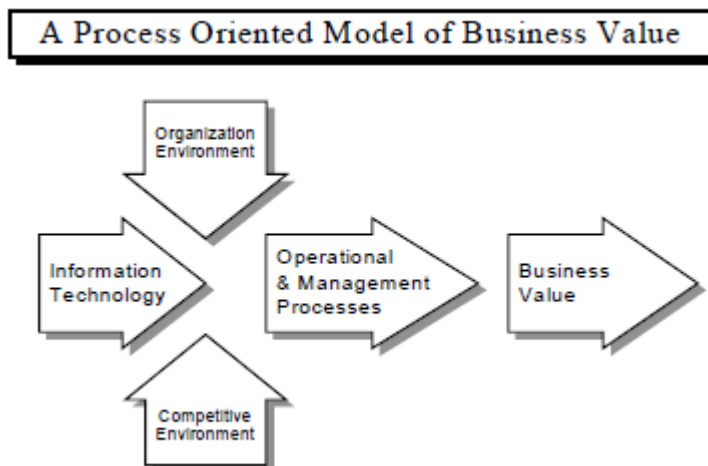 A Process Oriented Model of Business Value
Organization
Environment
Information
Technology
Operational
& Management
Processes
Business
Value
Competitive
Environment